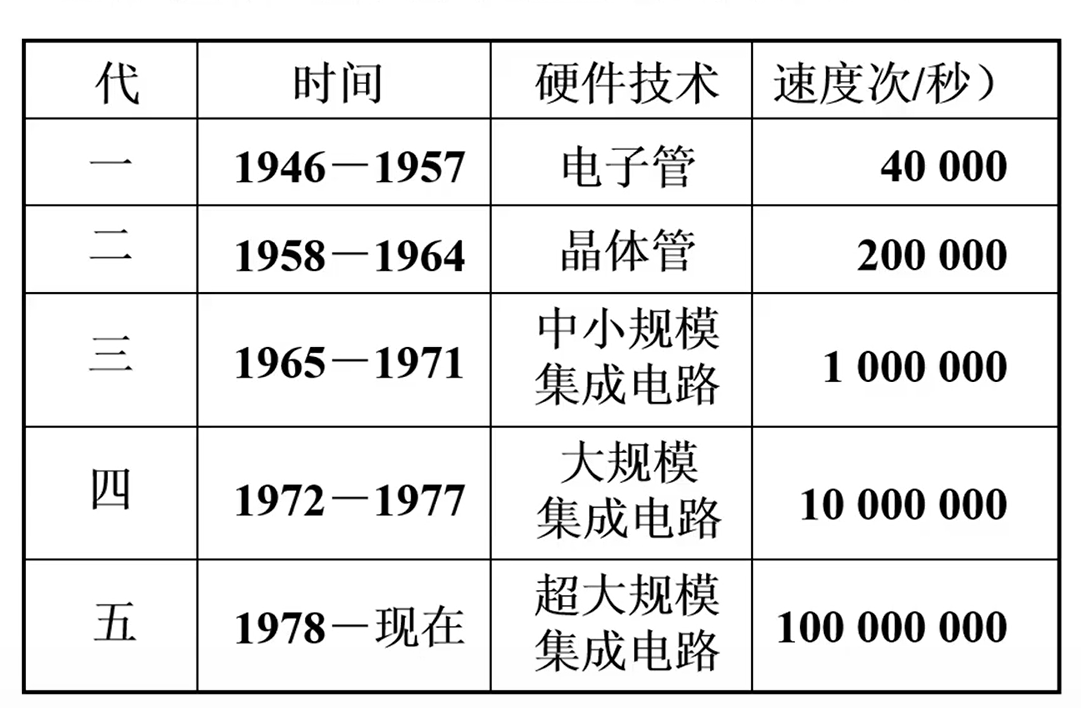 代 时间 硬件技术 速度次/秒）
一 1946－1957 电子管 40 000
二 1958－1964 晶体管 200 000
三 1965－1971 中小规模
集成电路 1 000 000
四 1972－1977 大规模
集成电路 10 000 000
五 1978－现在 超大规模
集成电路 100 000 000